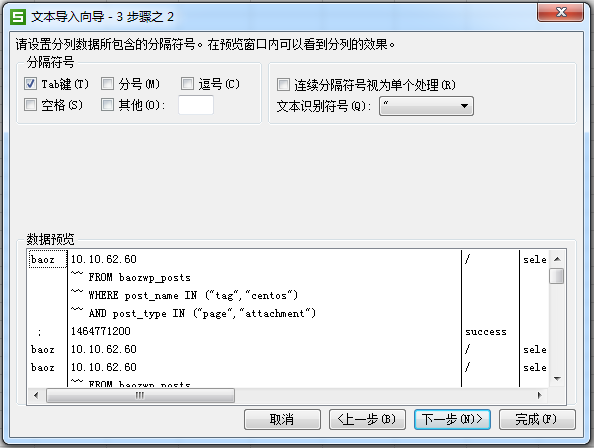 文本导入向导 - 3 步骤之 2
请设置分列数据所包含的分隔符号。在预览窗口内可以看到分列的效果。
分隔符号
Tab键(T) 分号(M) 逗号(C)
空格(S) 其他(O):
连续分隔符号视为单个处理(R)
文本识别符号(Q): "
数据预览
baoz 10.10.62.60 / sele
~~ FROM baozwp_posts
~~ WHERE post_name IN ("tag","centos")
~~ AND post_type IN ("page","attachment")
; 1464771200 success
baoz 10.10.62.60 / sele
baoz 10.10.62.60 / sele
~~ FROM baozwp_posts
取消 <上一步(B) 下一步(N)> 完成(F)